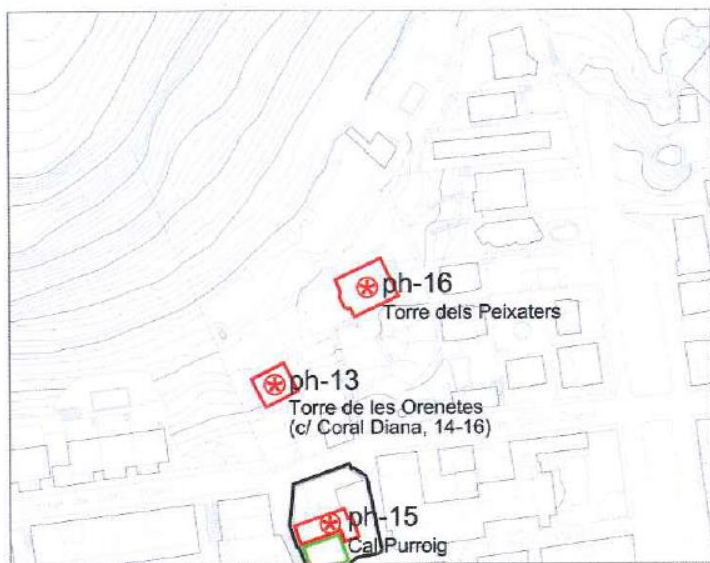 ph-16
Torre dels Peixaters
ph-13
Torre de les Orenetes
(c/ Coral Diana, 14-16)
ph-15
Cal Purroig